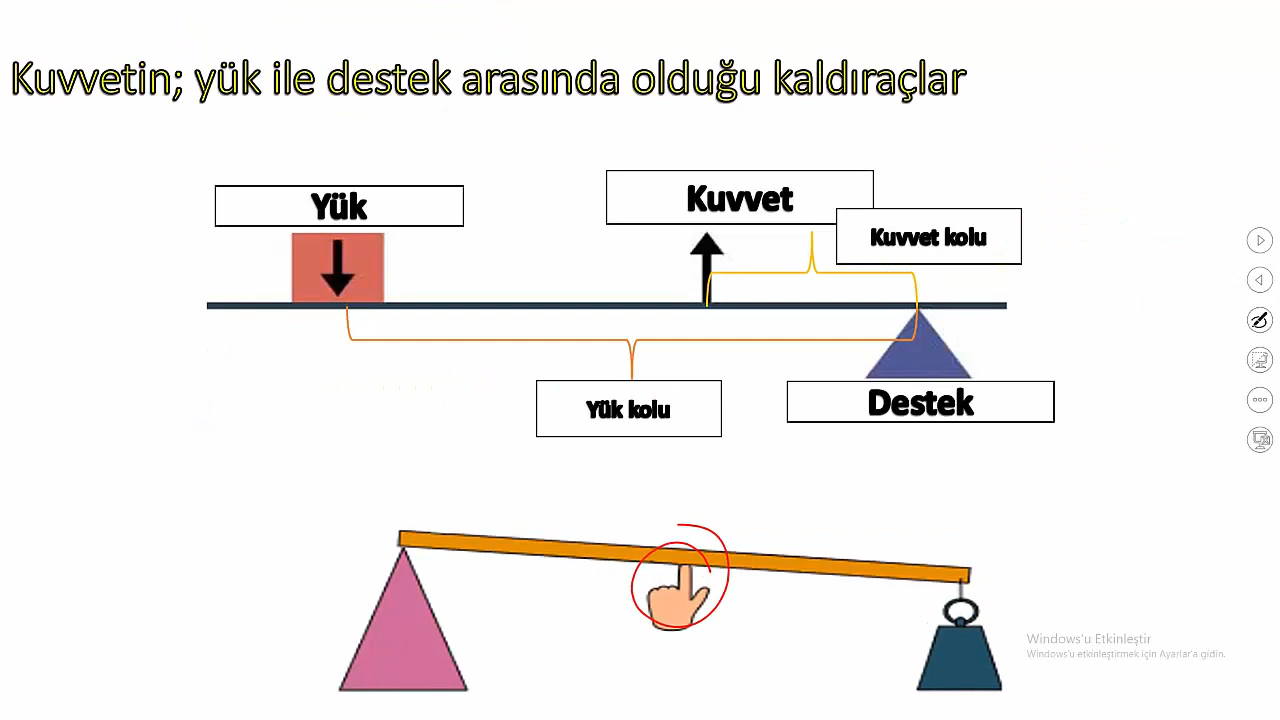 Kuvvetin; yük ile destek arasında olduğu kaldıraçlar
Yük
Kuvvet
Kuvvet kolu
Yük kolu
Destek
Windows'u Etkinleştir
Windows'u etkinleştirmek için Ayarlar'a gidin.